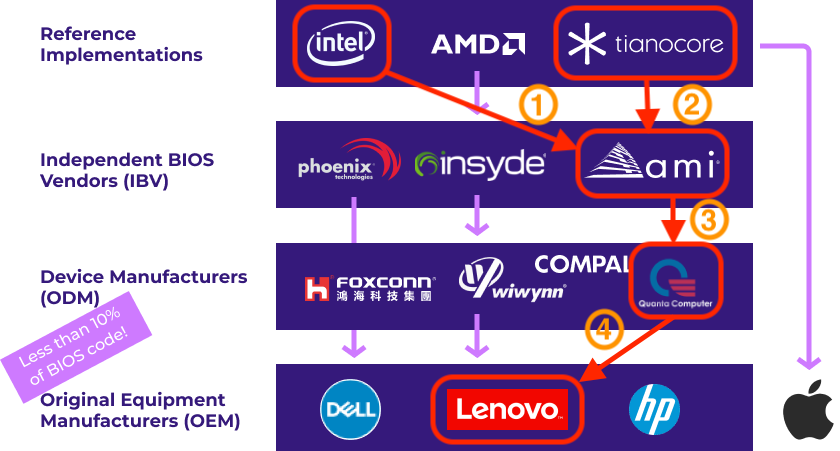 Reference
Implementations
intel
AMD
tianocore
1
2
Independent BIOS
Vendors (IBV)
phoenix
technologies
insyde®
ami®
3
Device Manufacturers
(ODM)
FOXCONN®
鴻海科技集團
wiwynn®
COMPAL
Quanta Computer
Less than 10%
of BIOS code!
4
Original Equipment
Manufacturers (OEM)
DELL
Lenovo™
hp